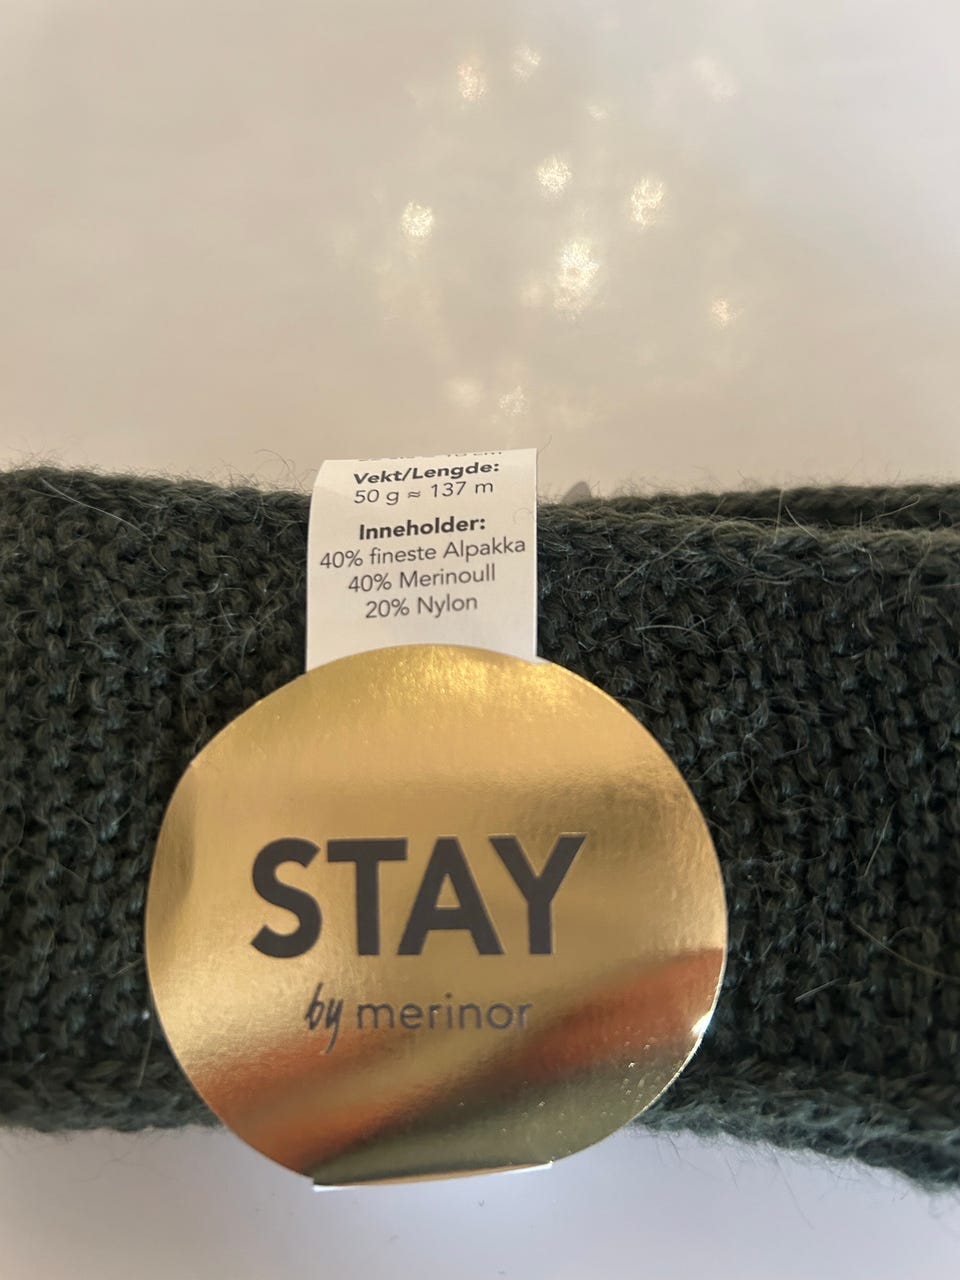 Vekt/Lengde:
50 g ≈ 137 m
Inneholder:
40% fineste Alpakka
40% Merinoull
20% Nylon
STAY
by merinor